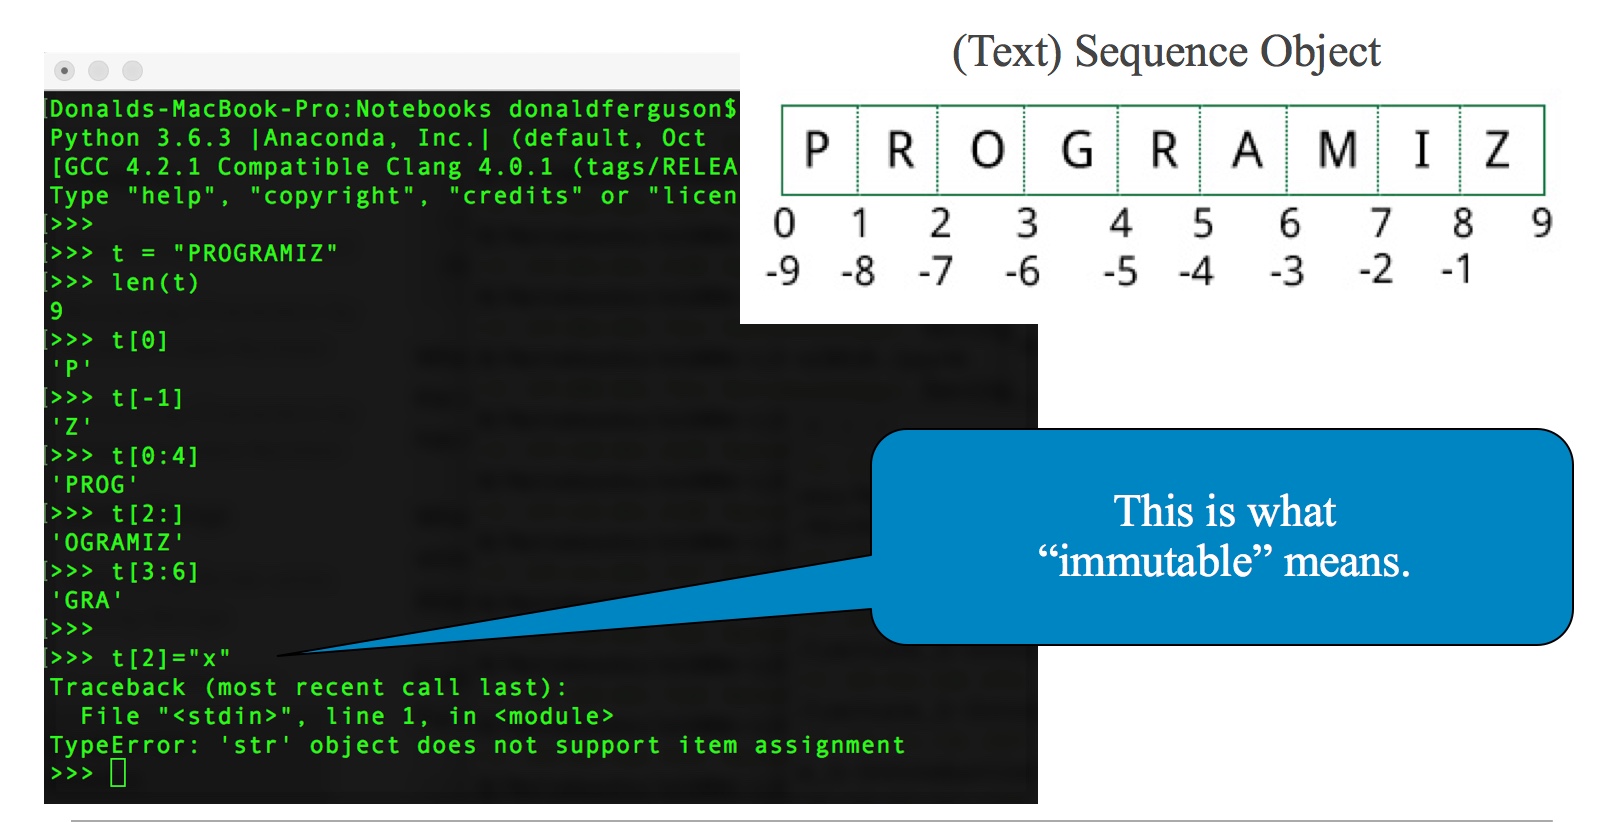 (Text) Sequence Object
P R O G R A M I Z
0 1 2 3 4 5 6 7 8 9
-9 -8 -7 -6 -5 -4 -3 -2 -1
Donalds-MacBook-Pro:Notebooks donaldferguson$
Python 3.6.3 |Anaconda, Inc.| (default, Oct
[GCC 4.2.1 Compatible Clang 4.0.1 (tags/RELEA
Type "help", "copyright", "credits" or "licen
>>>
>>> t = "PROGRAMIZ"
>>> len(t)
9
>>> t[0]
'P'
>>> t[-1]
'Z'
>>> t[0:4]
'PROG'
>>> t[2:]
'OGRAMIZ'
>>> t[3:6]
'GRA'
>>>
>>> t[2]="x"
Traceback (most recent call last):
  File "<stdin>", line 1, in <module>
TypeError: 'str' object does not support item assignment
>>>
This is what
“immutable” means.